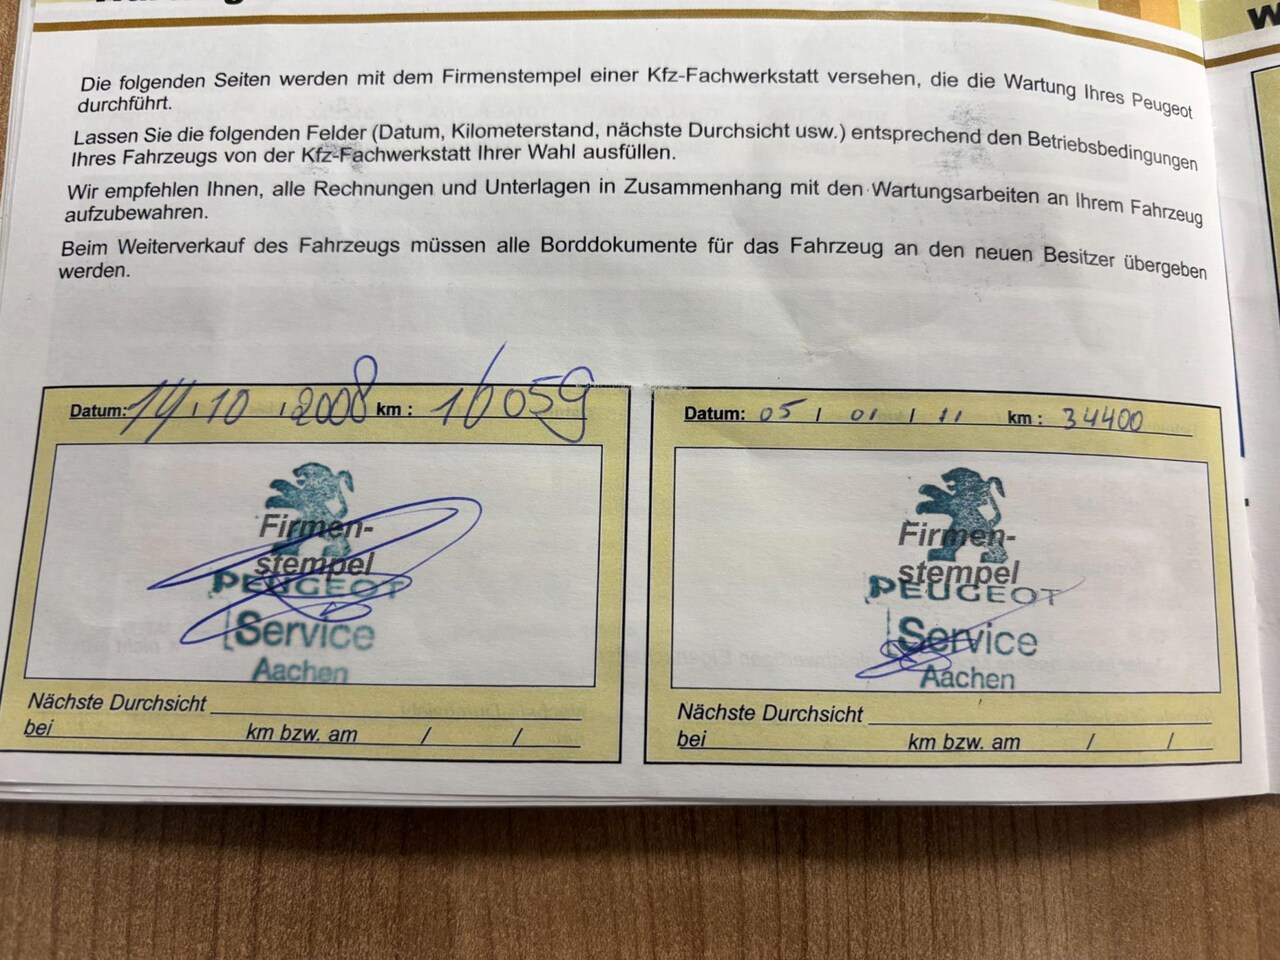 Die folgenden Seiten werden mit dem Firmenstempel einer Kfz-Fachwerkstatt versehen, die die Wartung Ihres Peugeot
durchführt.
Lassen Sie die folgenden Felder (Datum, Kilometerstand, nächste Durchsicht usw.) entsprechend den Betriebsbedingungen
Ihres Fahrzeugs von der Kfz-Fachwerkstatt Ihrer Wahl ausfüllen.
Wir empfehlen Ihnen, alle Rechnungen und Unterlagen in Zusammenhang mit den Wartungsarbeiten an Ihrem Fahrzeug
aufzubewahren.
Beim Weiterverkauf des Fahrzeugs müssen alle Borddokumente für das Fahrzeug an den neuen Besitzer übergeben
werden.
Datum: 14.10.2008 km : 16059
Firmen-
stempel
PEUGEOT
Service
Aachen
Nächste Durchsicht
bei km bzw. am / /
Datum: 05 / 01 / 11 km : 34400
Firmen-
stempel
PEUGEOT
Service
Aachen
Nächste Durchsicht
bei km bzw. am / /